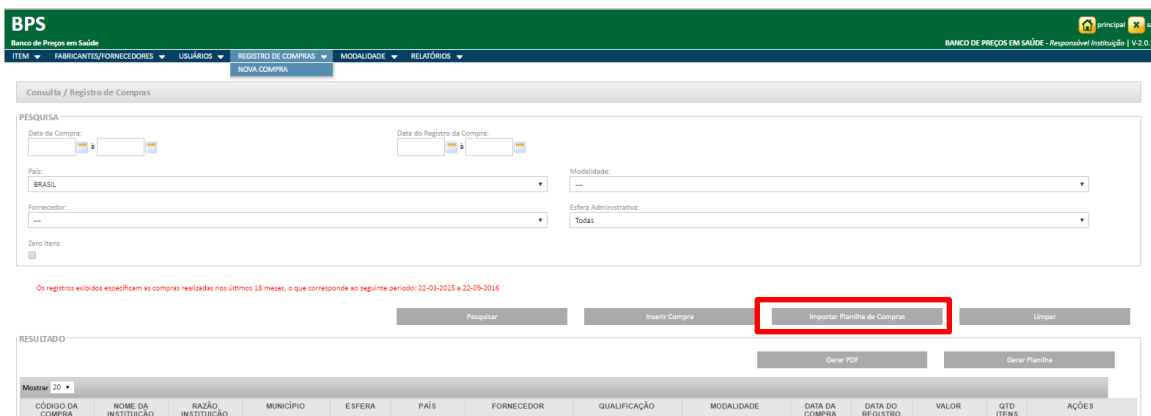 BPS
principal
Banco de Preços em Saúde
BANCO DE PREÇOS EM SAÚDE - Responsável Instituição | V-2.0.
ITEM FABRICANTES/FORNECEDORES USUÁRIOS REGISTRO DE COMPRAS MODALIDADE RELATÓRIOS
NOVA COMPRA
Consulta / Registro de Compras
PESQUISA
Data da Compra: Data do Registro da Compra:
à à
País: Modalidade:
BRASIL ---
Fornecedor: Esfera Administrativa:
--- Todas
Zero Itens:
Os registros exibidos especificam as compras realizadas nos últimos 18 meses, o que corresponde ao seguinte período: 22-03-2015 a 22-09-2016
Pesquisar Inserir Compra Importar Planilha de Compras Limpar
RESULTADO
Gerar PDF Gerar Planilha
Mostrar 20
CÓDIGO DA COMPRA NOME DA INSTITUIÇÃO RAZÃO INSTITUIÇÃO MUNICÍPIO ESFERA PAÍS FORNECEDOR QUALIFICAÇÃO MODALIDADE DATA DA COMPRA DATA DO REGISTRO VALOR QTD ITENS AÇÕES